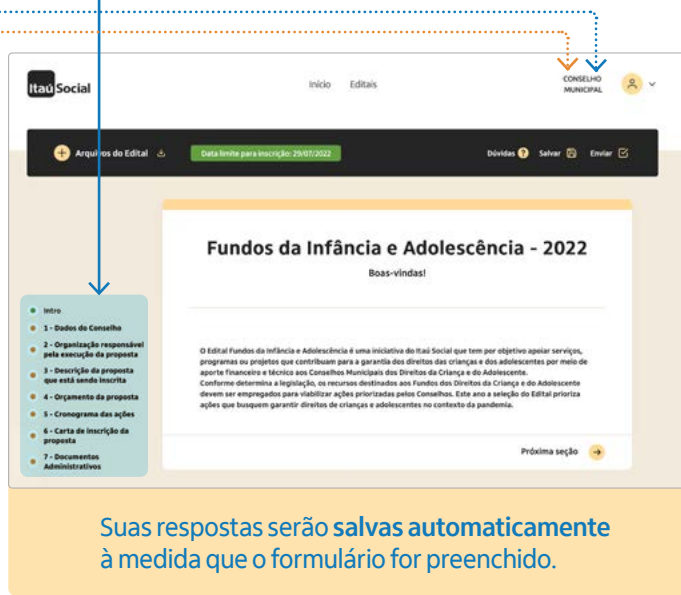 Itaú Social
Início Editais
CONSELHO
MUNICIPAL
Arquivos do Edital
Data limite para inscrição: 29/07/2022
Dúvidas ? Salvar Enviar
Fundos da Infância e Adolescência - 2022
Boas-vindas!
Intro
1 - Dados do Conselho
2 - Organização responsável
pela execução da proposta
3 - Descrição da proposta
que está sendo inscrita
4 - Orçamento da proposta
5 - Cronograma das ações
6 - Carta de inscrição da
proposta
7 - Documentos
Administrativos
O Edital Fundos da Infância e Adolescência é uma iniciativa do Itaú Social que tem por objetivo apoiar serviços,
programas ou projetos que contribuam para a garantia dos direitos das crianças e dos adolescentes por meio de
aporte financeiro e técnico aos Conselhos Municipais dos Direitos da Criança e do Adolescente.
Conforme determina a legislação, os recursos destinados aos Fundos dos Direitos da Criança e do Adolescente
devem ser empregados para viabilizar ações priorizadas pelos Conselhos. Este ano a seleção do Edital prioriza
ações que busquem garantir direitos de crianças e adolescentes no contexto da pandemia.
Próxima seção
Suas respostas serão salvas automaticamente
à medida que o formulário for preenchido.